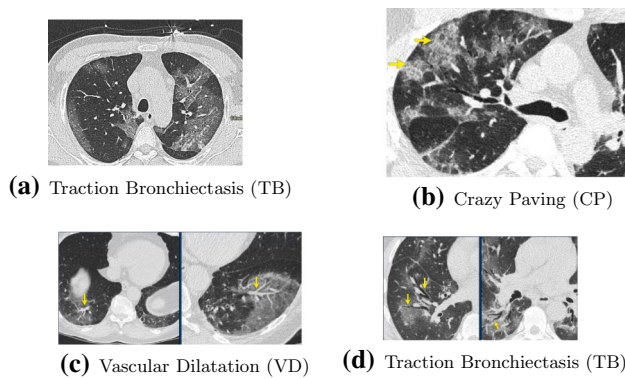 (a) Traction Bronchiectasis (TB)
(b) Crazy Paving (CP)
(c) Vascular Dilatation (VD)
(d) Traction Bronchiectasis (TB)